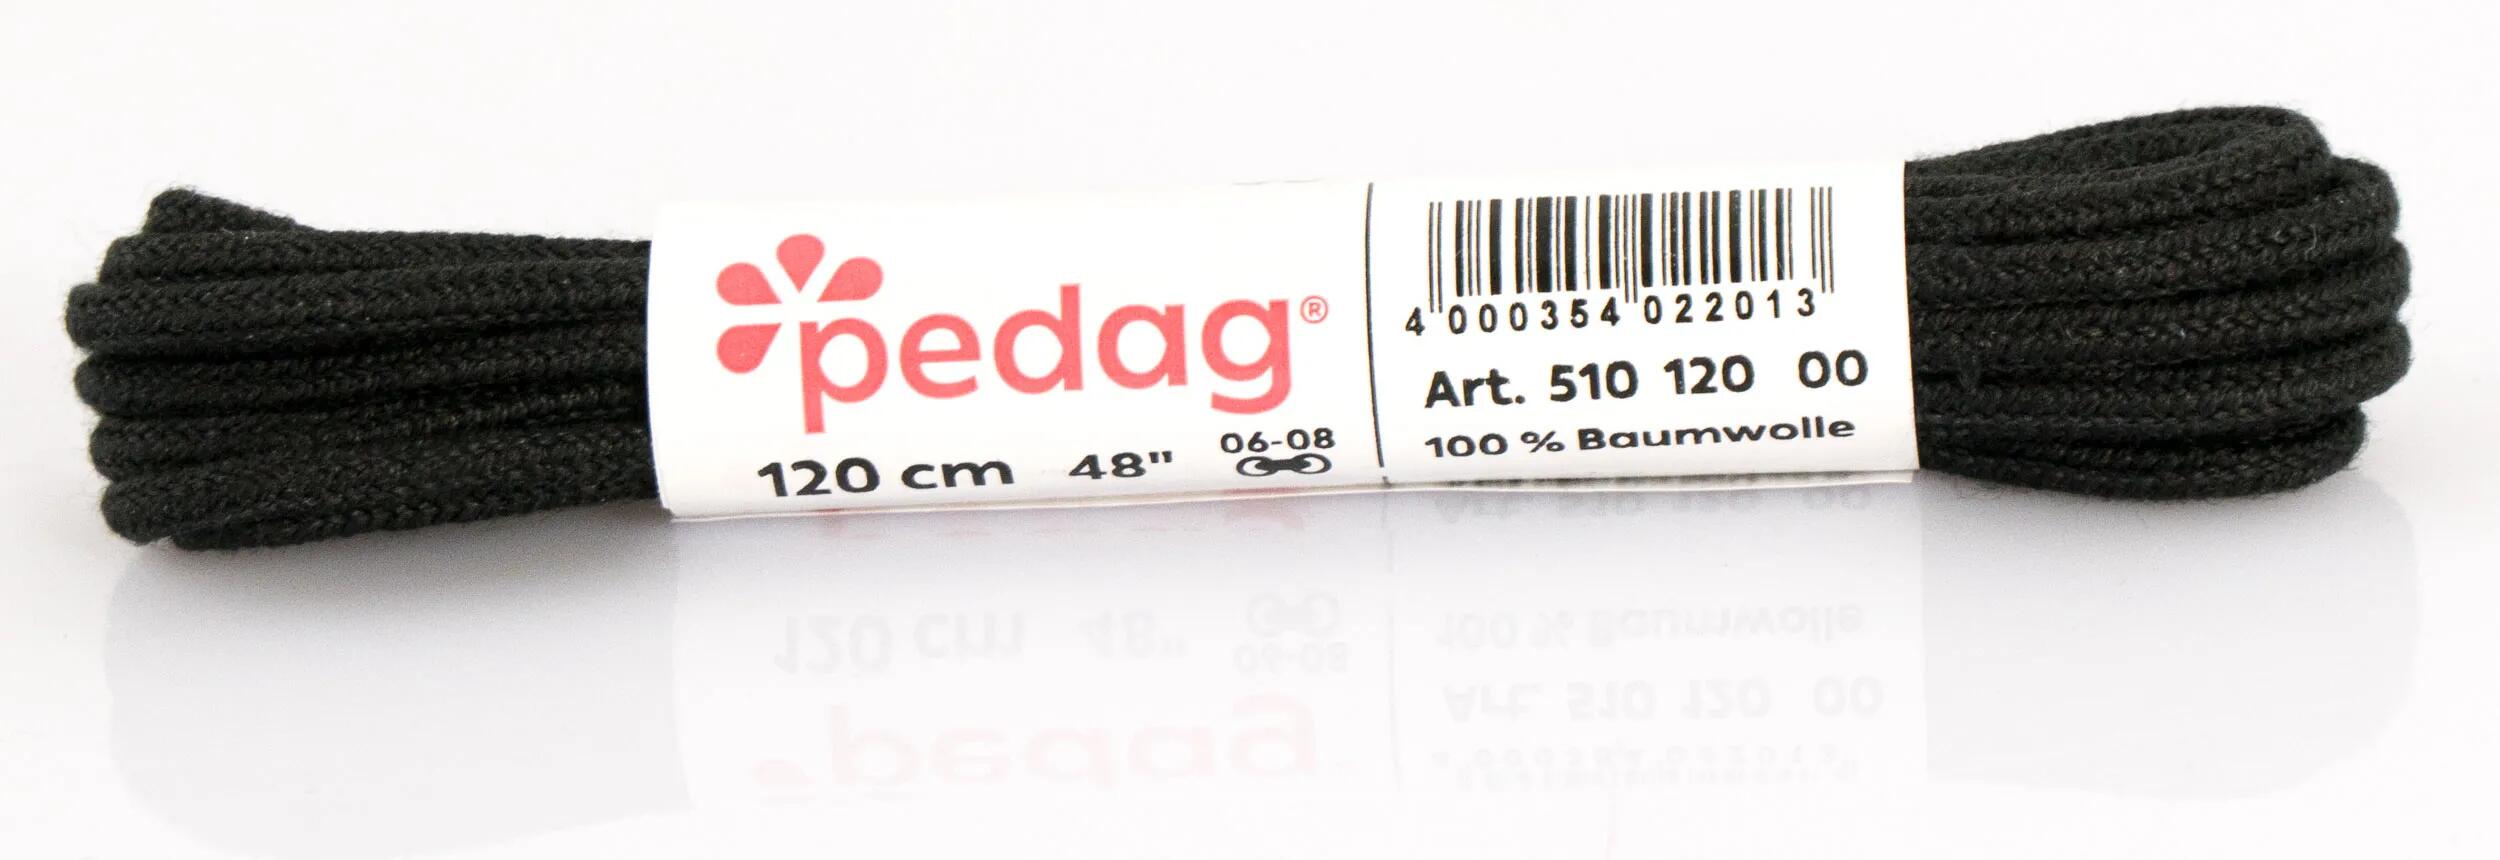 pedag®
120 cm 48" 06-08
4 000354 022013
Art. 510 120 00
100 % Baumwolle